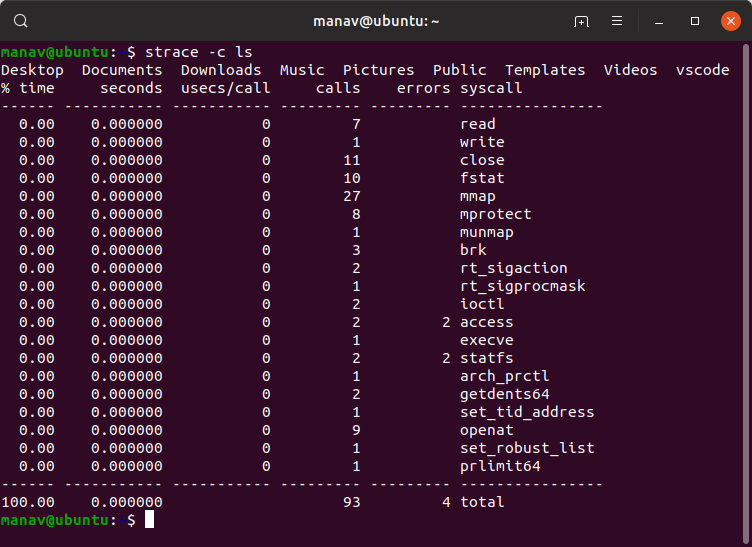 manav@ubuntu: ~
manav@ubuntu:~$ strace -c ls
Desktop  Documents  Downloads  Music  Pictures  Public  Templates  Videos  vscode
% time     seconds  usecs/call     calls    errors syscall
------ ----------- ----------- --------- --------- ----------------
  0.00    0.000000           0         7           read
  0.00    0.000000           0         1           write
  0.00    0.000000           0        11           close
  0.00    0.000000           0        10           fstat
  0.00    0.000000           0        27           mmap
  0.00    0.000000           0         8           mprotect
  0.00    0.000000           0         1           munmap
  0.00    0.000000           0         3           brk
  0.00    0.000000           0         2           rt_sigaction
  0.00    0.000000           0         1           rt_sigprocmask
  0.00    0.000000           0         2           ioctl
  0.00    0.000000           0         2         2 access
  0.00    0.000000           0         1           execve
  0.00    0.000000           0         2         2 statfs
  0.00    0.000000           0         1           arch_prctl
  0.00    0.000000           0         2           getdents64
  0.00    0.000000           0         1           set_tid_address
  0.00    0.000000           0         9           openat
  0.00    0.000000           0         1           set_robust_list
  0.00    0.000000           0         1           prlimit64
------ ----------- ----------- --------- --------- ----------------
100.00    0.000000                    93         4 total
manav@ubuntu:~$